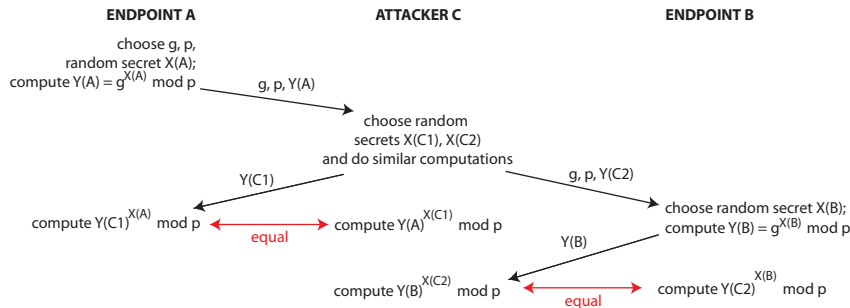 ENDPOINT A
ATTACKER C
ENDPOINT B
choose g, p,
random secret X(A);
compute Y(A) = g^X(A) mod p
g, p, Y(A)
choose random
secrets X(C1), X(C2)
and do similar computations
Y(C1)
g, p, Y(C2)
compute Y(C1)^X(A) mod p
equal
compute Y(A)^X(C1) mod p
choose random secret X(B);
compute Y(B) = g^X(B) mod p
Y(B)
compute Y(B)^X(C2) mod p
equal
compute Y(C2)^X(B) mod p